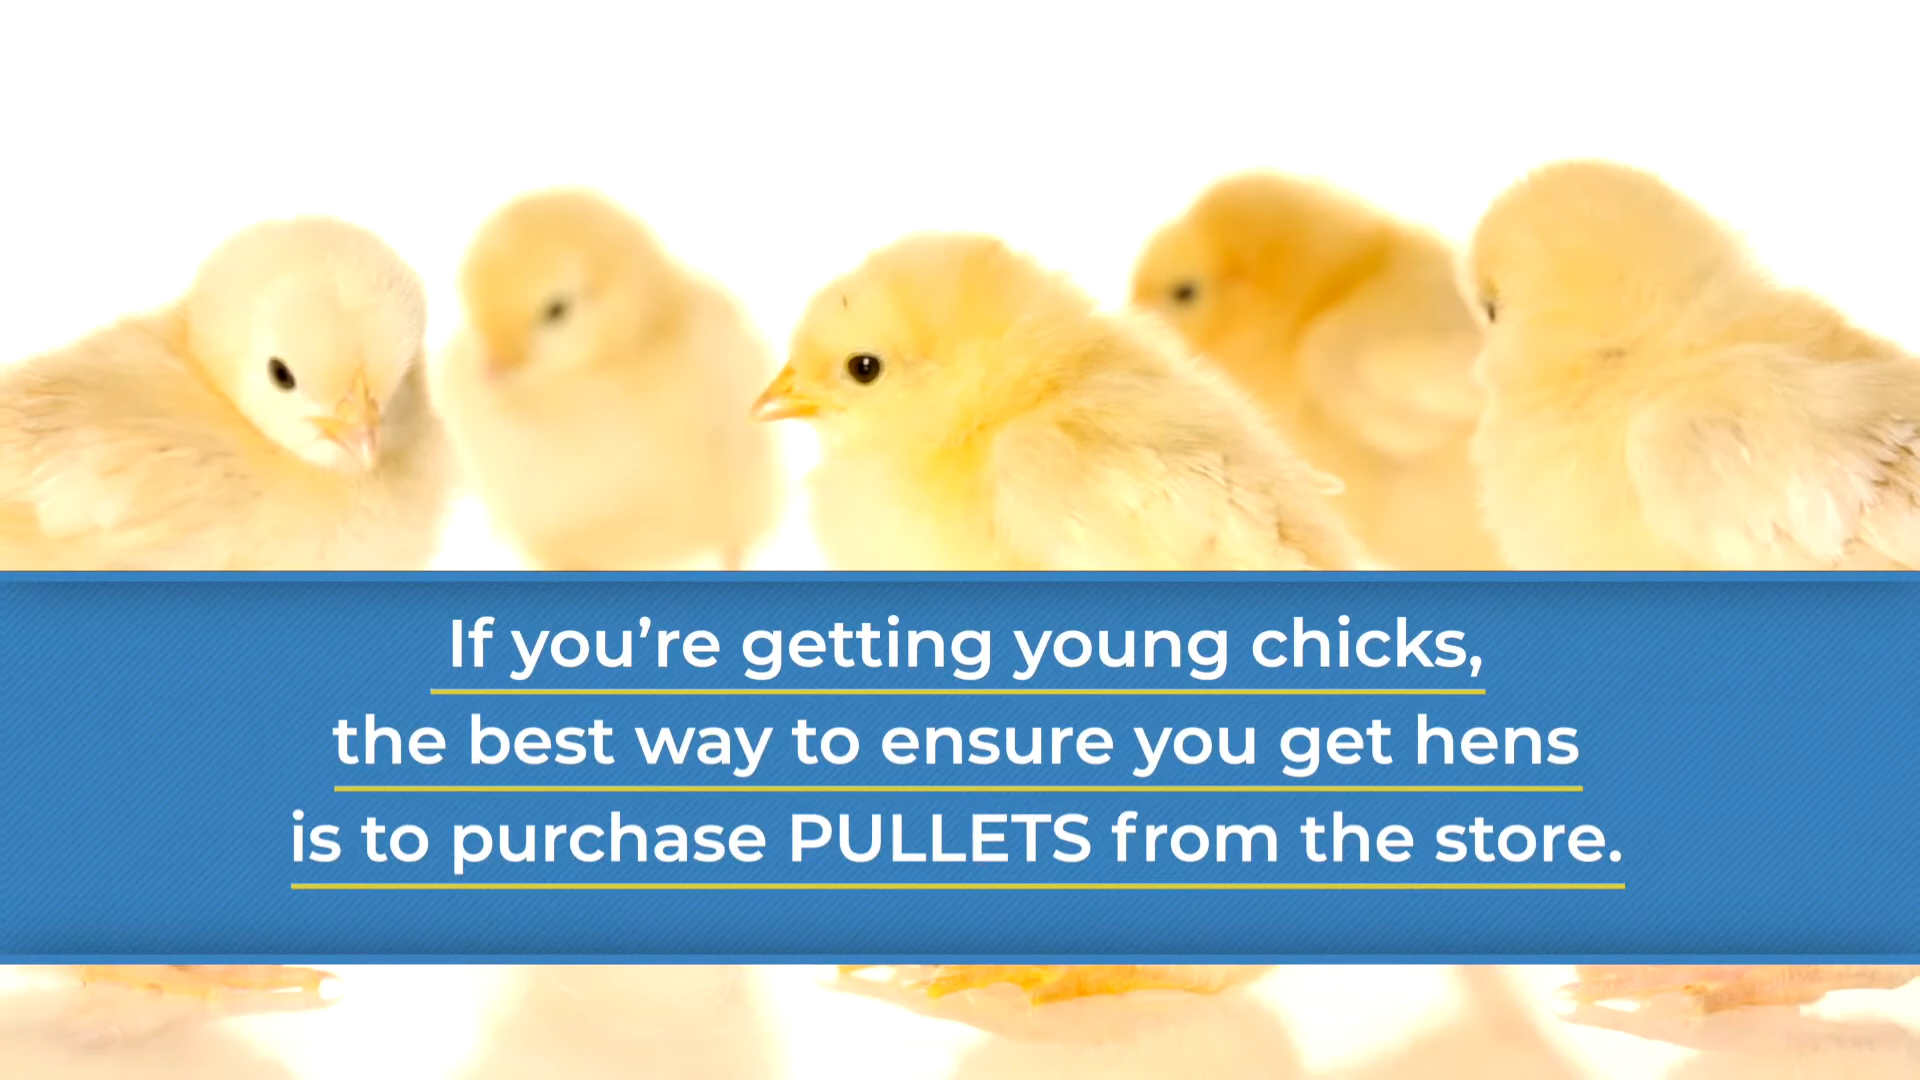 If you’re getting young chicks,
the best way to ensure you get hens
is to purchase PULLETS from the store.